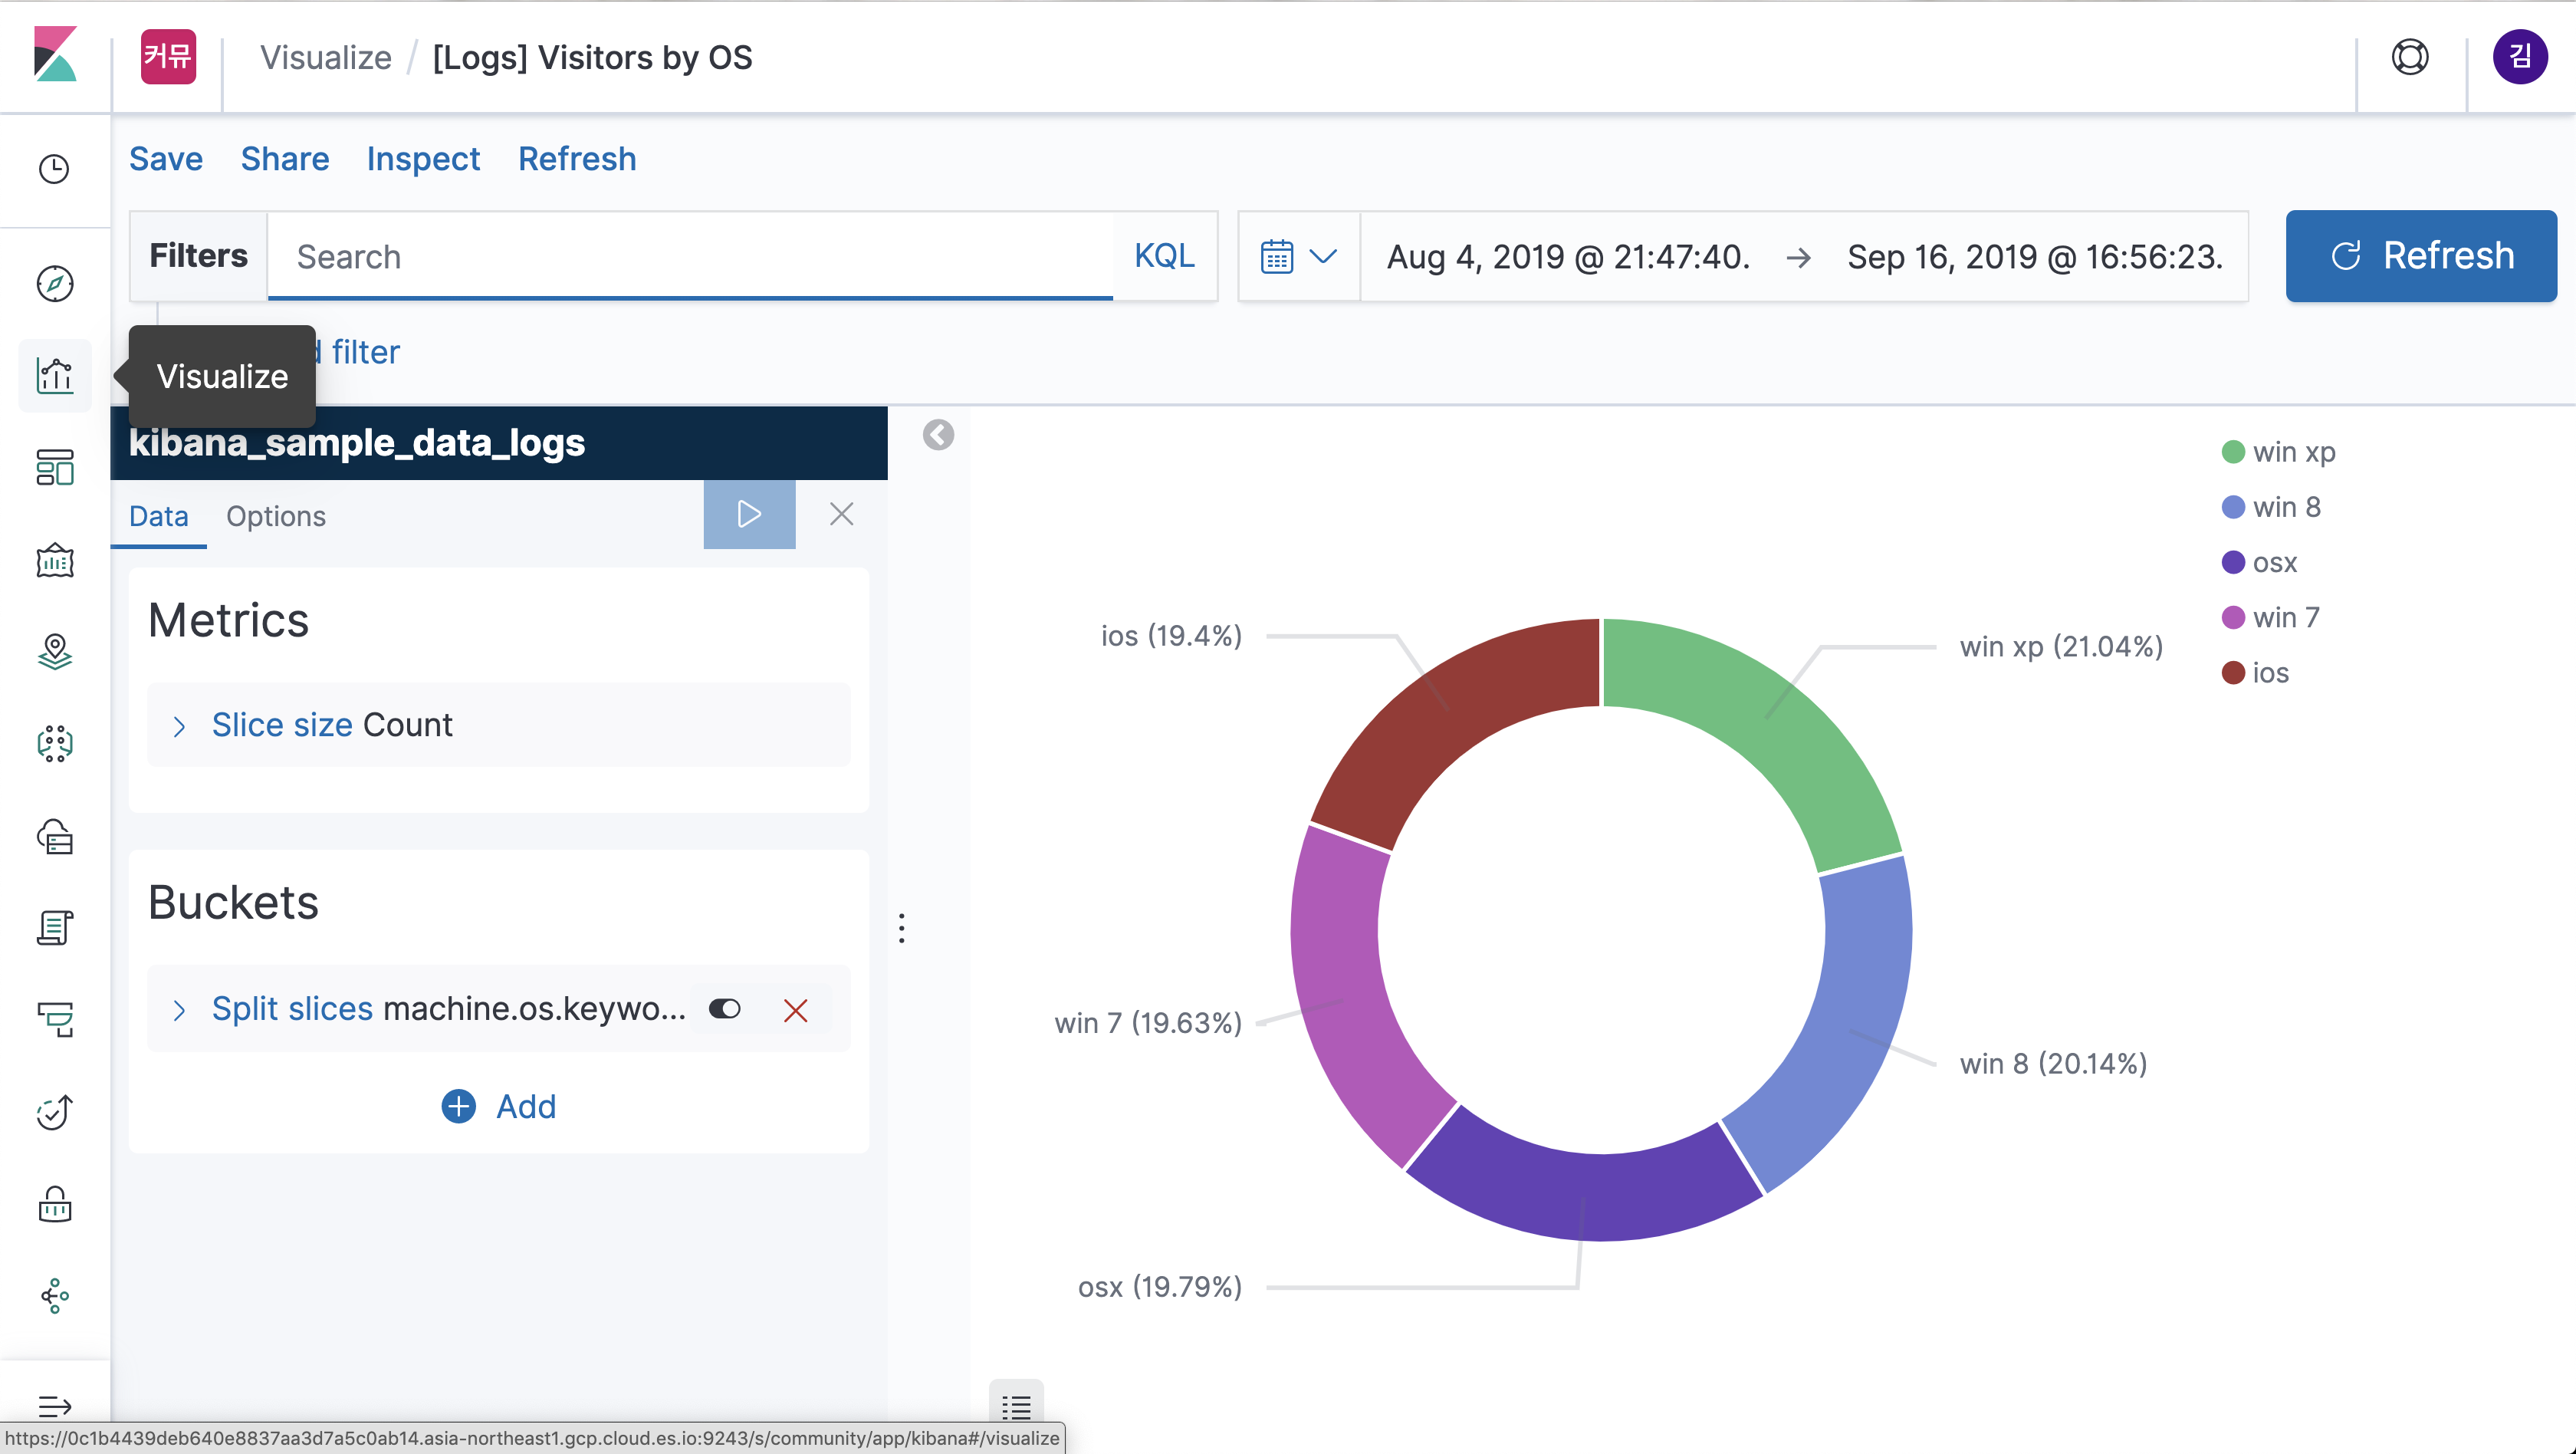 커뮤
Visualize / [Logs] Visitors by OS
김
Save Share Inspect Refresh
Filters Search KQL
Aug 4, 2019 @ 21:47:40. → Sep 16, 2019 @ 16:56:23.
Refresh
Visualize
filter
kibana_sample_data_logs
Data Options
Metrics
Slice size Count
Buckets
Split slices machine.os.keywo...
Add
win xp
win 8
osx
win 7
ios
ios (19.4%)
win xp (21.04%)
win 7 (19.63%)
win 8 (20.14%)
osx (19.79%)
https://0c1b4439deb640e8837aa3d7a5c0ab14.asia-northeast1.gcp.cloud.es.io:9243/s/community/app/kibana#/visualize